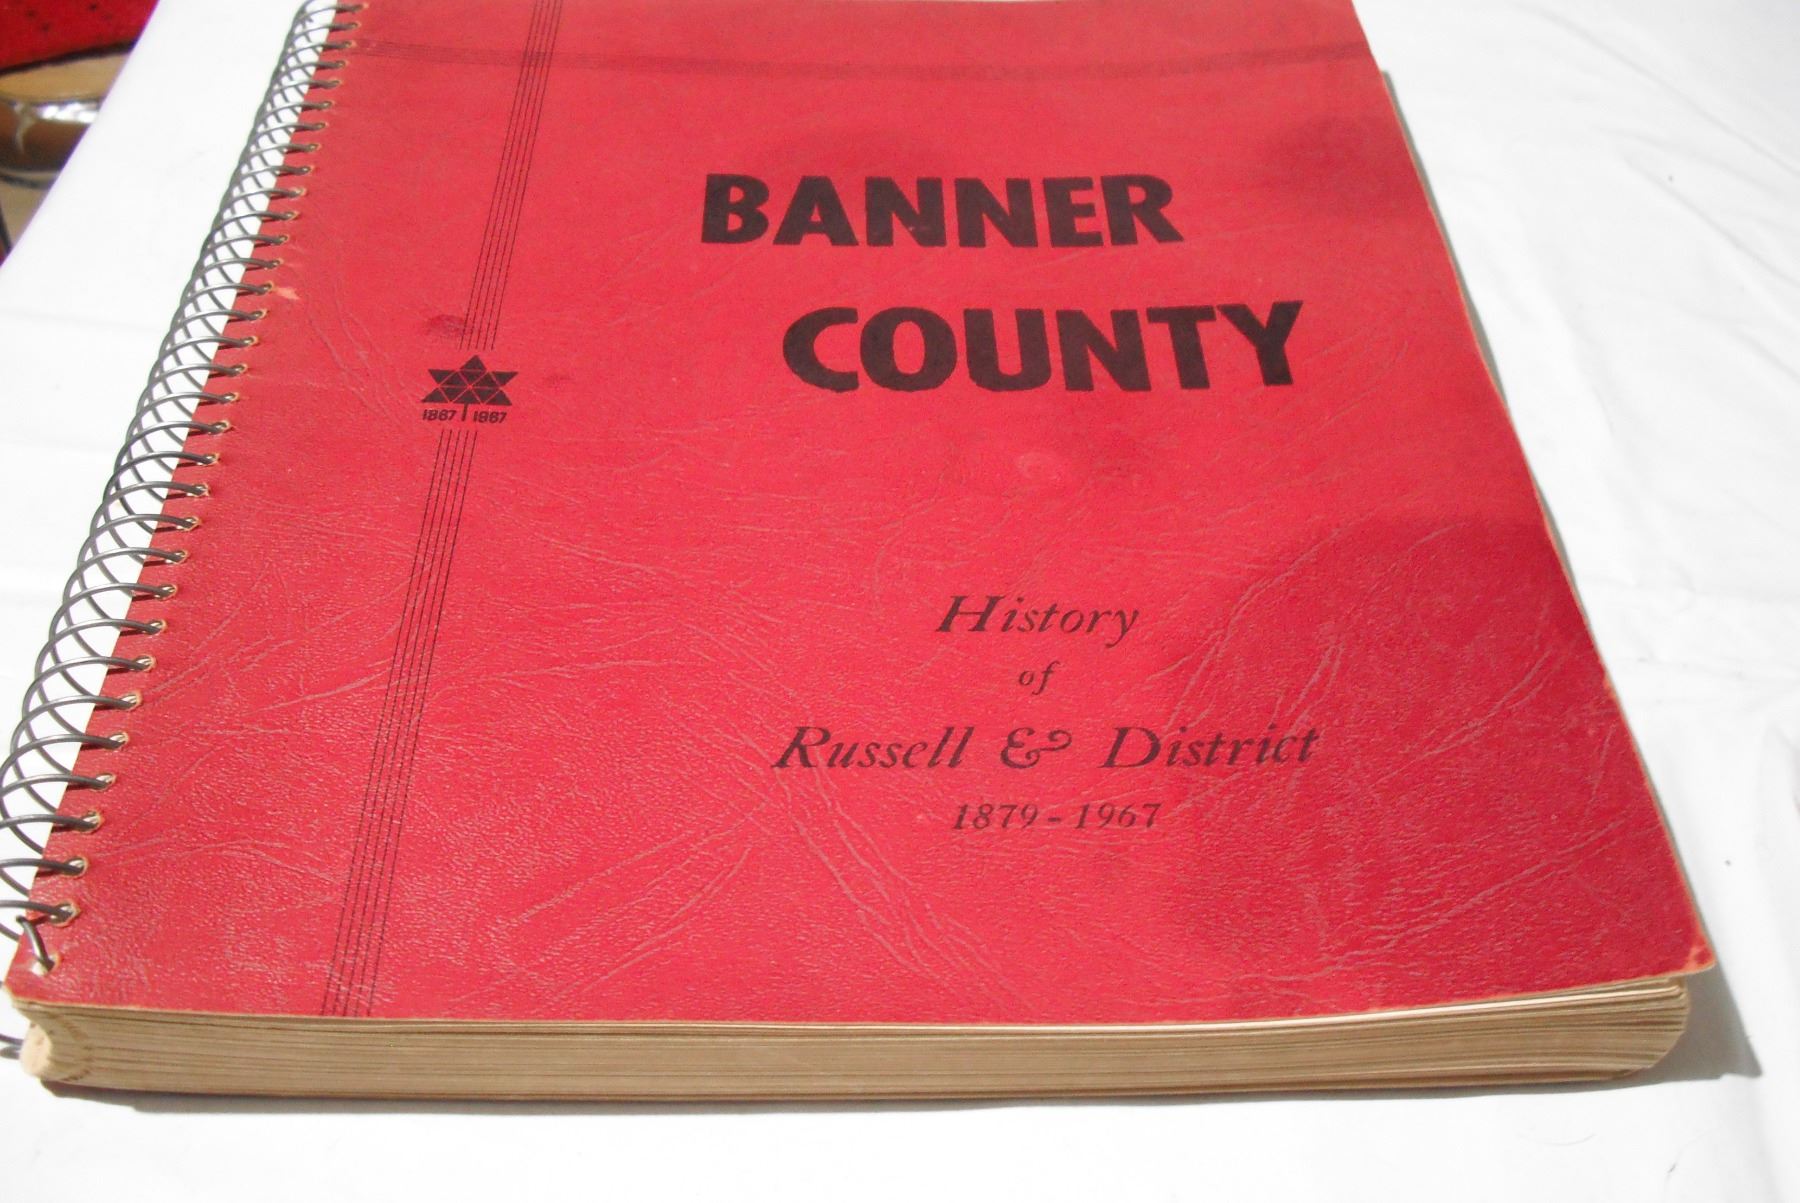 BANNER
COUNTY
1867 1967
History
of
Russell & District
1879-1967